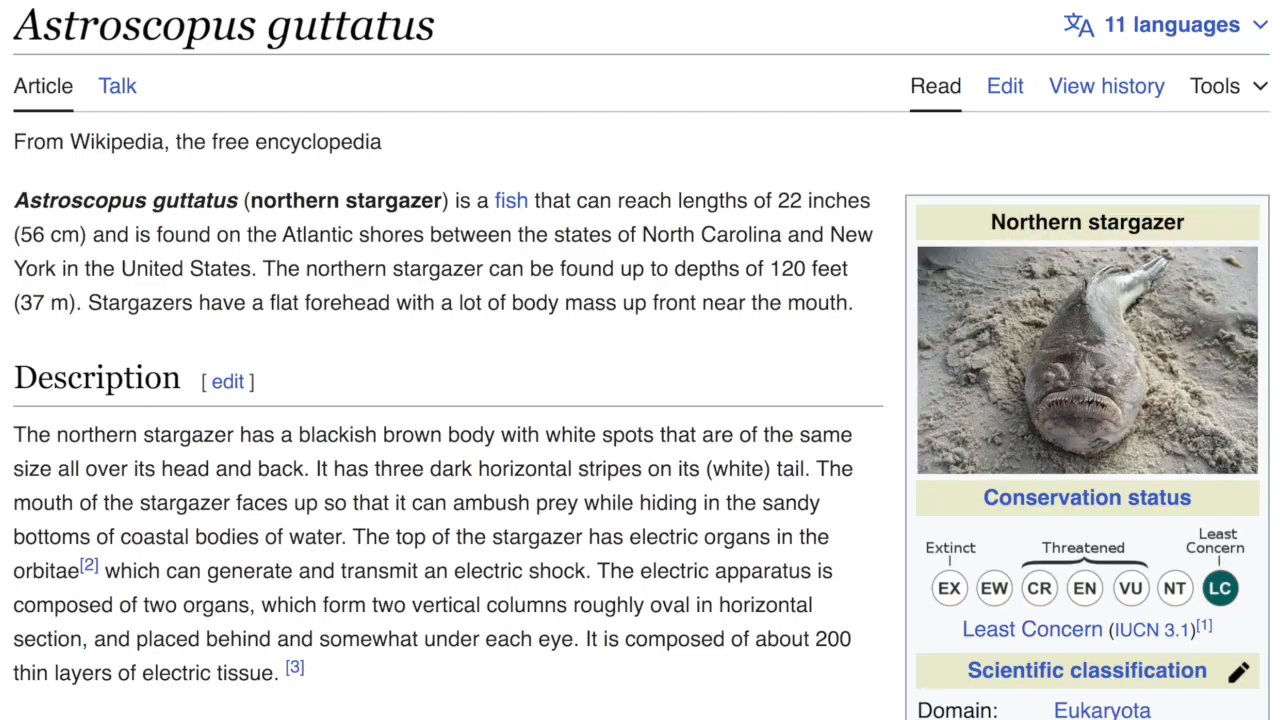 Astroscopus guttatus
11 languages
Article Talk
Read Edit View history Tools
From Wikipedia, the free encyclopedia
Astroscopus guttatus (northern stargazer) is a fish that can reach lengths of 22 inches
(56 cm) and is found on the Atlantic shores between the states of North Carolina and New
York in the United States. The northern stargazer can be found up to depths of 120 feet
(37 m). Stargazers have a flat forehead with a lot of body mass up front near the mouth.
Description [ edit ]
The northern stargazer has a blackish brown body with white spots that are of the same
size all over its head and back. It has three dark horizontal stripes on its (white) tail. The
mouth of the stargazer faces up so that it can ambush prey while hiding in the sandy
bottoms of coastal bodies of water. The top of the stargazer has electric organs in the
orbitae[2] which can generate and transmit an electric shock. The electric apparatus is
composed of two organs, which form two vertical columns roughly oval in horizontal
section, and placed behind and somewhat under each eye. It is composed of about 200
thin layers of electric tissue. [3]
Northern stargazer
Conservation status
Extinct Threatened Least
Concern
EX EW CR EN VU NT LC
Least Concern (IUCN 3.1)[1]
Scientific classification
Domain: Eukaryota